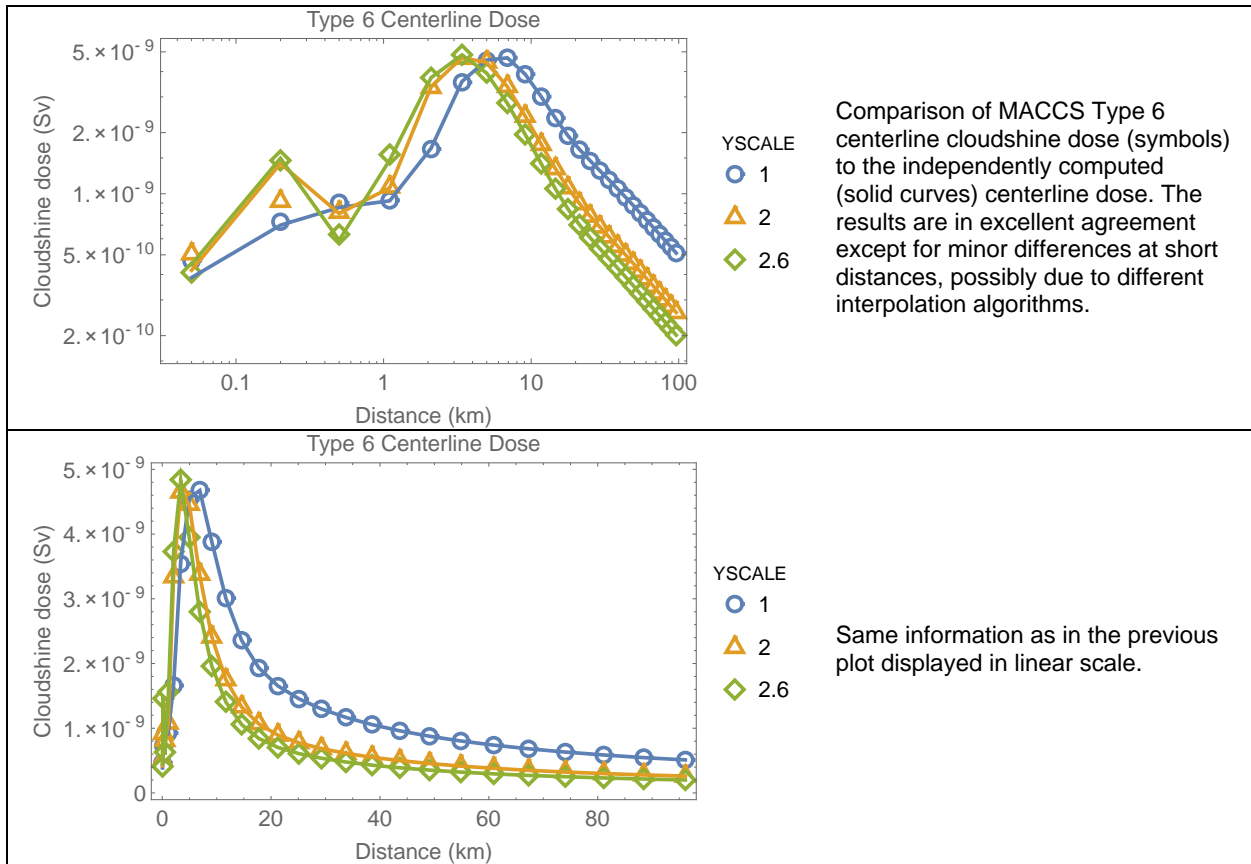 Type 6 Centerline Dose
5.×10-9
2.×10-9
1.×10-9
5.×10-10
2.×10-10
Cloudshine dose (Sv)
0.1 1 10 100
Distance (km)
YSCALE
1
2
2.6
Comparison of MACCS Type 6
centerline cloudshine dose (symbols)
to the independently computed
(solid curves) centerline dose. The
results are in excellent agreement
except for minor differences at short
distances, possibly due to different
interpolation algorithms.
Type 6 Centerline Dose
5.×10-9
4.×10-9
3.×10-9
2.×10-9
1.×10-9
0
Cloudshine dose (Sv)
0 20 40 60 80
Distance (km)
YSCALE
1
2
2.6
Same information as in the previous
plot displayed in linear scale.